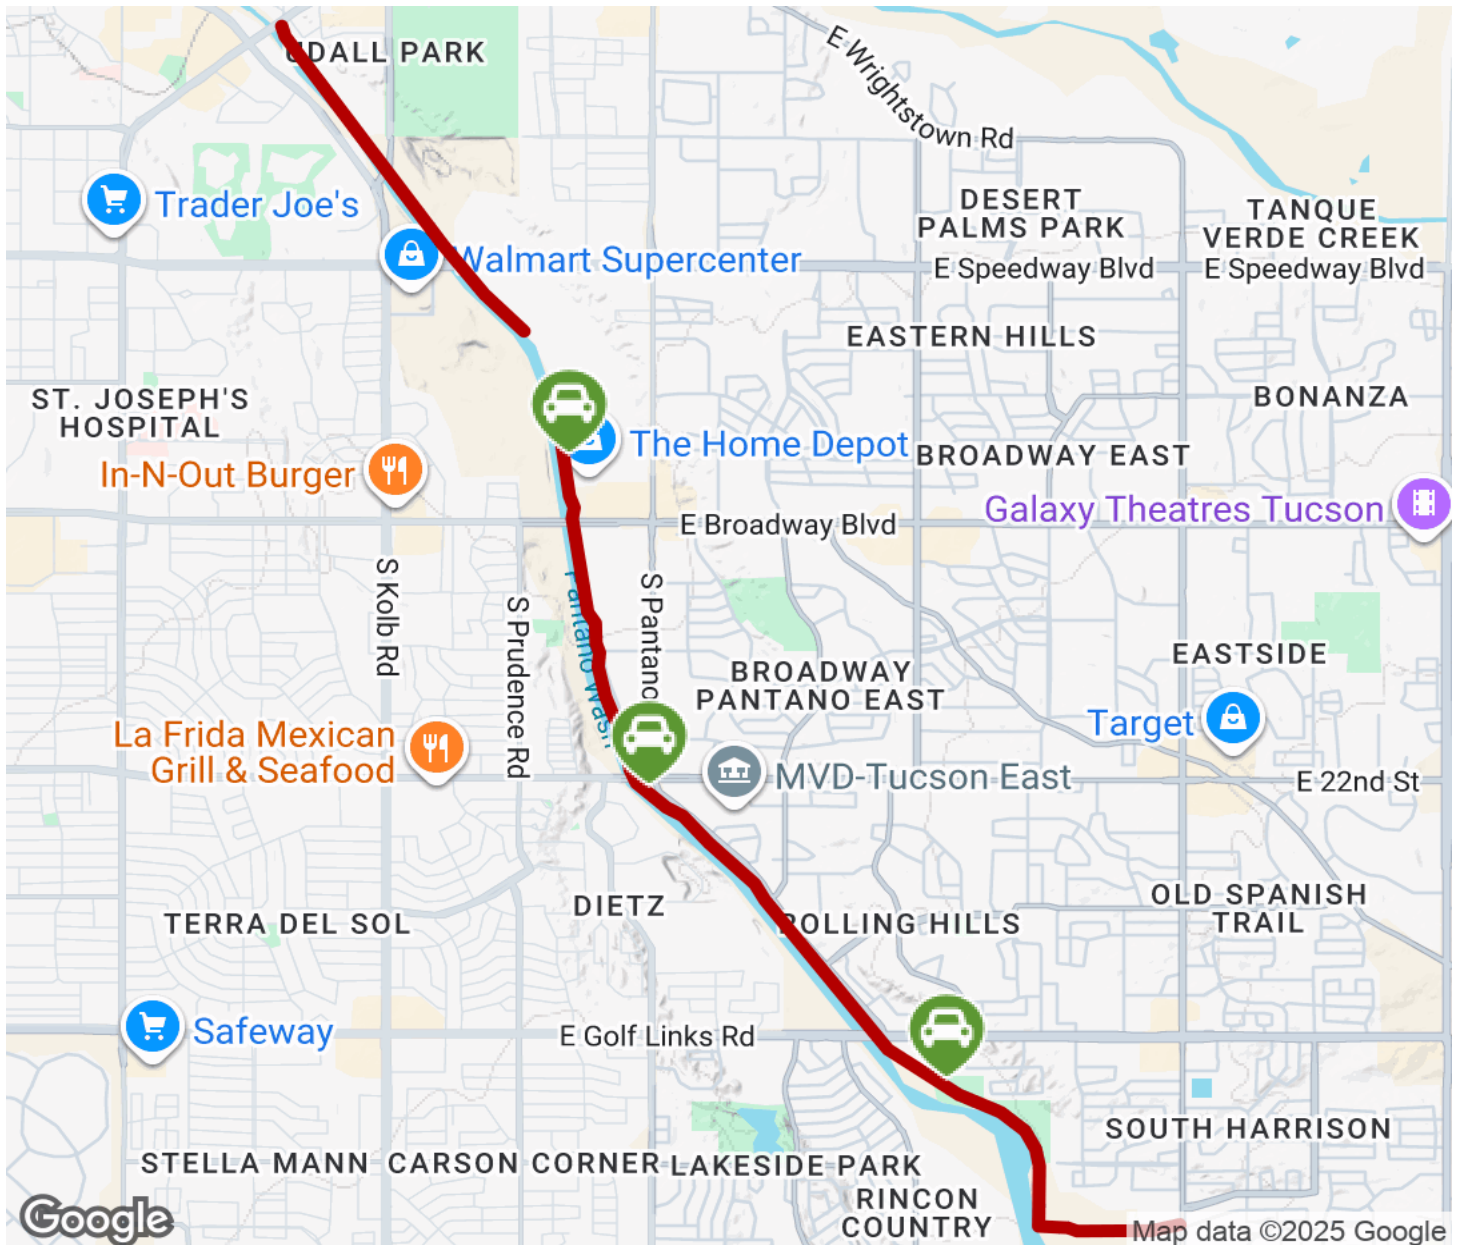 UDALL PARK
E Wrightstown Rd
Trader Joe's
DESERT
PALMS PARK
TANQUE
VERDE CREEK
Walmart Supercenter
E Speedway Blvd
E Speedway Blvd
EASTERN HILLS
ST. JOSEPH'S
HOSPITAL
BONANZA
The Home Depot
BROADWAY EAST
In-N-Out Burger
Galaxy Theatres Tucson
E Broadway Blvd
S Kolb Rd
S Prudence Rd
Pantano Wash
S Pantano
EASTSIDE
BROADWAY
PANTANO EAST
Target
La Frida Mexican
Grill & Seafood
MVD-Tucson East
E 22nd St
DIETZ
OLD SPANISH
TRAIL
TERRA DEL SOL
ROLLING HILLS
Safeway
E Golf Links Rd
SOUTH HARRISON
STELLA MANN
CARSON CORNER
LAKESIDE PARK
RINCON
COUNTRY
Google
Map data ©2025 Google